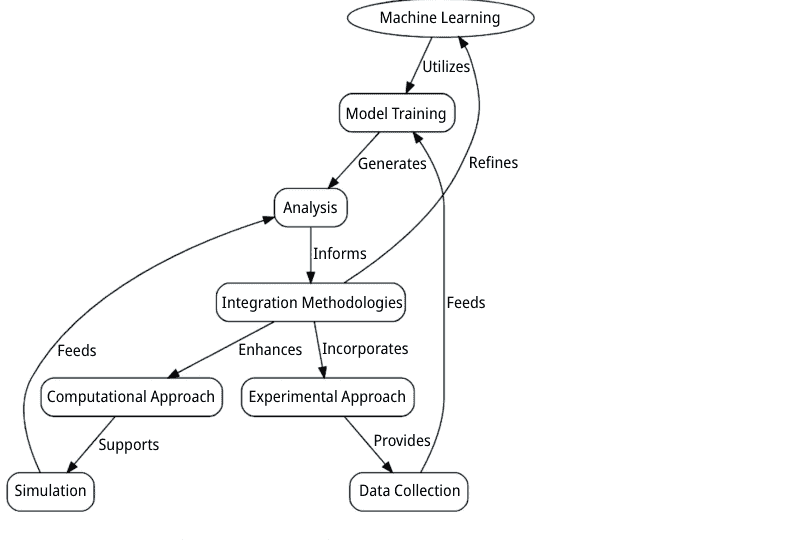 Machine Learning
Utilizes
Model Training
Generates
Refines
Analysis
Informs
Integration Methodologies
Feeds
Feeds
Enhances
Incorporates
Computational Approach
Experimental Approach
Supports
Provides
Simulation
Data Collection